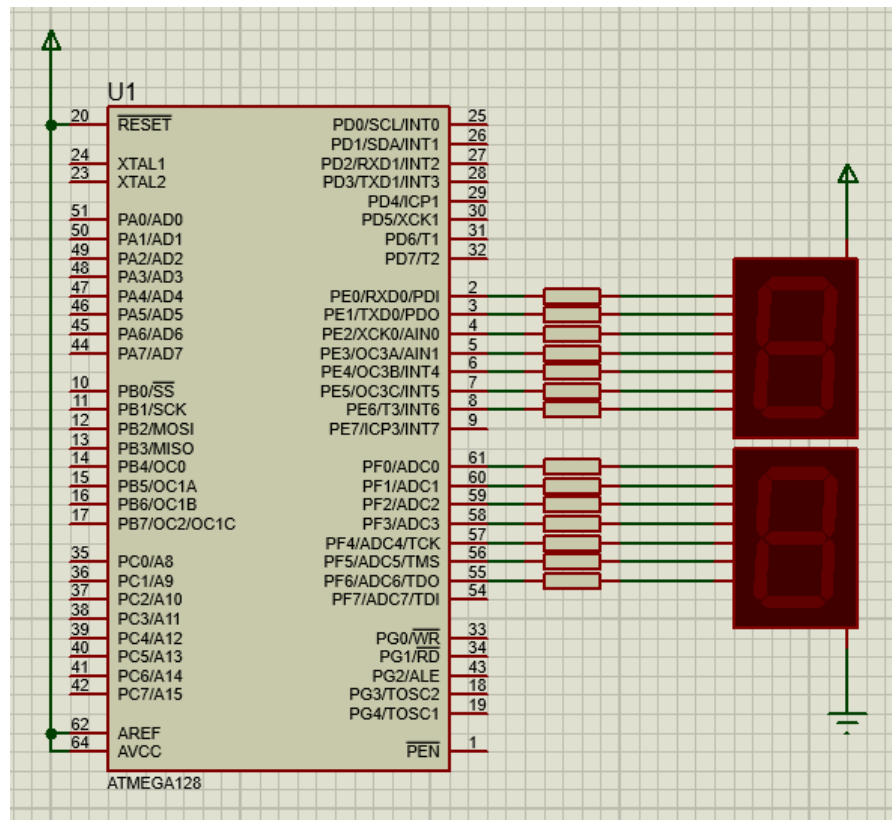 U1
20 RESET PD0/SCL/INT0 25
PD1/SDA/INT1 26
24 XTAL1 PD2/RXD1/INT2 27
23 XTAL2 PD3/TXD1/INT3 28
PD4/ICP1 29
51 PA0/AD0 PD5/XCK1 30
50 PA1/AD1 PD6/T1 31
49 PA2/AD2 PD7/T2 32
48 PA3/AD3
47 PA4/AD4 PE0/RXD0/PDI 2
46 PA5/AD5 PE1/TXD0/PDO 3
45 PA6/AD6 PE2/XCK0/AIN0 4
44 PA7/AD7 PE3/OC3A/AIN1 5
PE4/OC3B/INT4 6
10 PB0/SS PE5/OC3C/INT5 7
11 PB1/SCK PE6/T3/INT6 8
12 PB2/MOSI PE7/ICP3/INT7 9
13 PB3/MISO
14 PB4/OC0 PF0/ADC0 61
15 PB5/OC1A PF1/ADC1 60
16 PB6/OC1B PF2/ADC2 59
17 PB7/OC2/OC1C PF3/ADC3 58
PF4/ADC4/TCK 57
35 PC0/A8 PF5/ADC5/TMS 56
36 PC1/A9 PF6/ADC6/TDO 55
37 PC2/A10 PF7/ADC7/TDI 54
38 PC3/A11
39 PC4/A12 PG0/WR 33
40 PC5/A13 PG1/RD 34
41 PC6/A14 PG2/ALE 43
42 PC7/A15 PG3/TOSC2 18
PG4/TOSC1 19
62 AREF
64 AVCC PEN 1
ATMEGA128